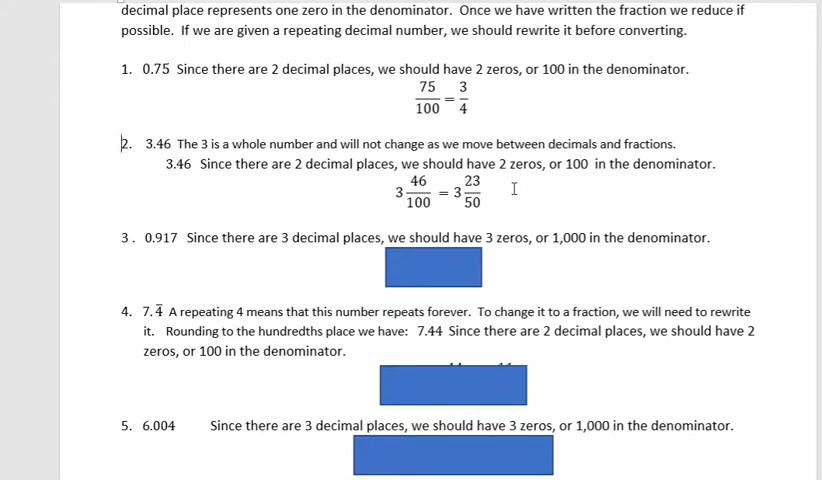 decimal place represents one zero in the denominator. Once we have written the fraction we reduce if
possible. If we are given a repeating decimal number, we should rewrite it before converting.
1. 0.75 Since there are 2 decimal places, we should have 2 zeros, or 100 in the denominator.
75/100 = 3/4
2. 3.46 The 3 is a whole number and will not change as we move between decimals and fractions.
3.46 Since there are 2 decimal places, we should have 2 zeros, or 100 in the denominator.
3 46/100 = 3 23/50
3. 0.917 Since there are 3 decimal places, we should have 3 zeros, or 1,000 in the denominator.
4. 7.4̅ A repeating 4 means that this number repeats forever. To change it to a fraction, we will need to rewrite
it. Rounding to the hundredths place we have: 7.44 Since there are 2 decimal places, we should have 2
zeros, or 100 in the denominator.
5. 6.004 Since there are 3 decimal places, we should have 3 zeros, or 1,000 in the denominator.